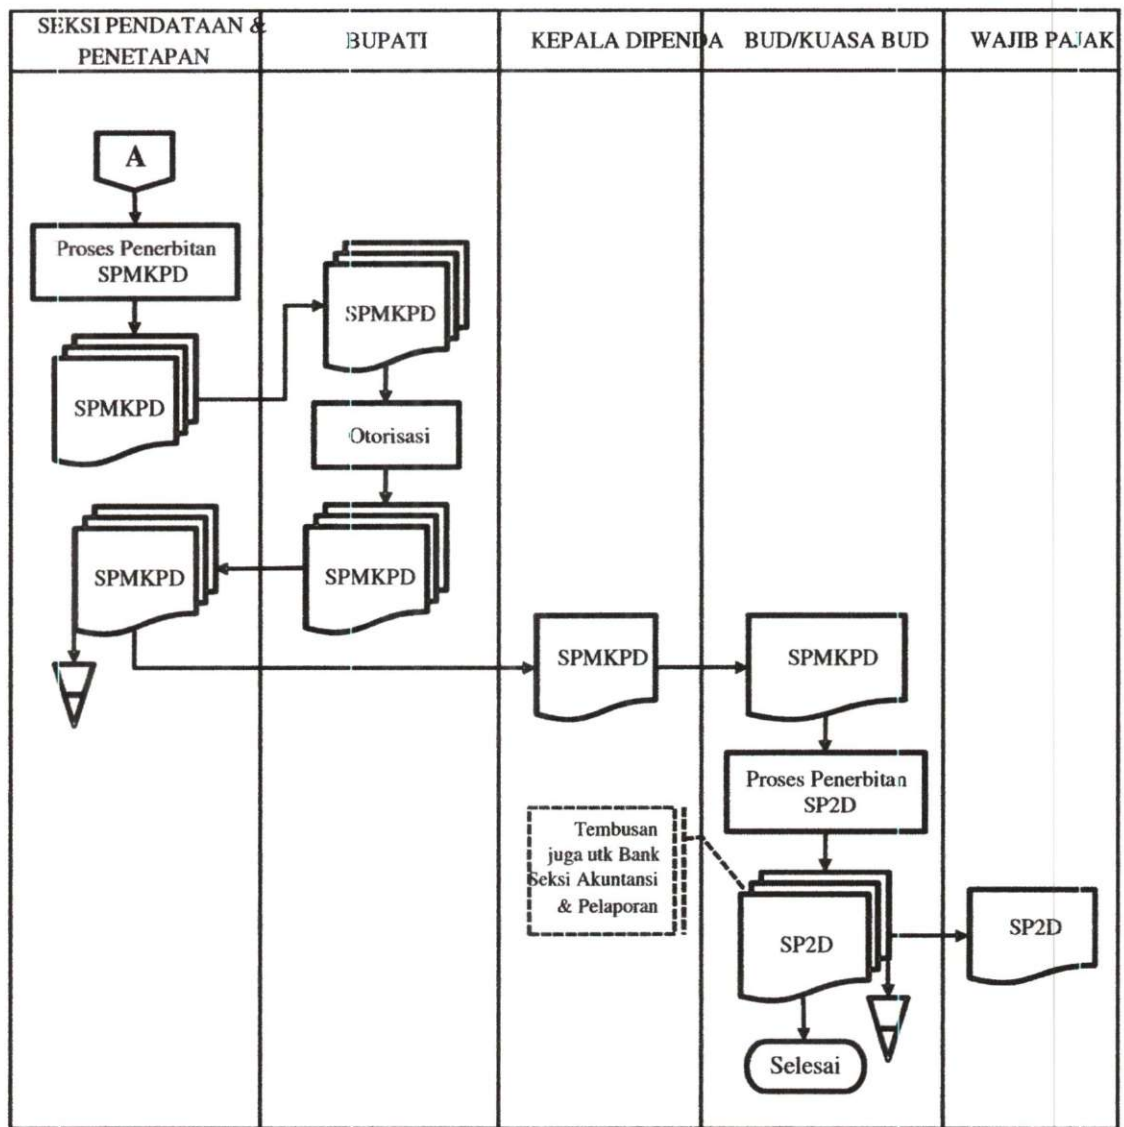 SEKSI PENDATAAN &
PENETAPAN
BUPATI
KEPALA DIPENDA
BUD/KUASA BUD
WAJIB PAJAK
A
Proses Penerbitan
SPMKPD
SPMKPD
SPMKPD
Otorisasi
SPMKPD
SPMKPD
SPMKPD
SPMKPD
Proses Penerbitan
SP2D
Tembusan
juga utk Bank
Seksi Akuntansi
& Pelaporan
SP2D
SP2D
Selesai